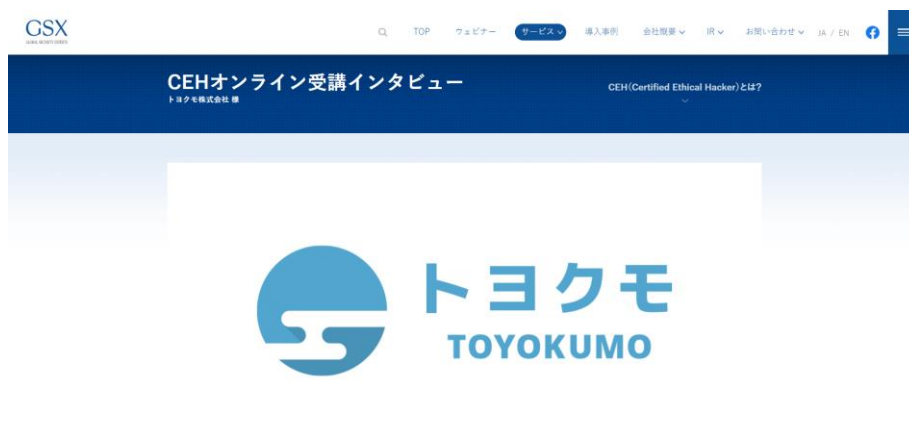 GSX
GLOBAL SECURITY EXPERTS
TOP ウェビナー サービス 導入事例 会社概要 IR お問い合わせ JA / EN
CEHオンライン受講インタビュー
トヨクモ株式会社 様
CEH(Certified Ethical Hacker)とは?
トヨクモ
TOYOKUMO